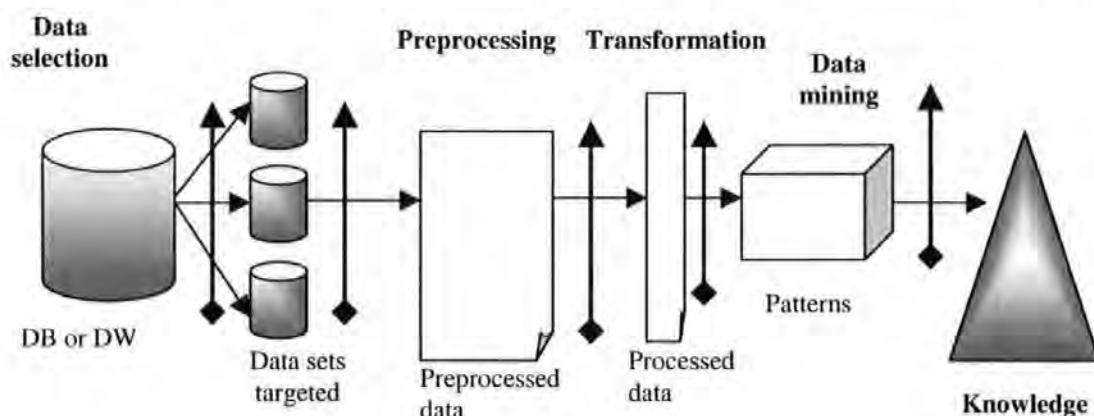 Data
selection
Preprocessing
Transformation
Data
mining
DB or DW
Data sets
targeted
Preprocessed
data
Processed
data
Patterns
Knowledge